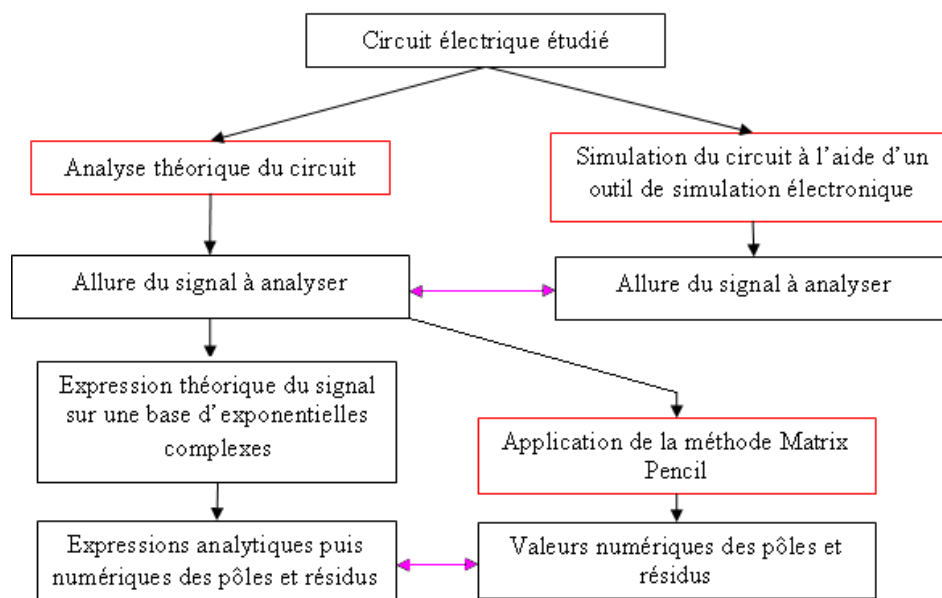 Circuit électrique étudié
Analyse théorique du circuit
Simulation du circuit à l'aide d'un
outil de simulation électronique
Allure du signal à analyser
Allure du signal à analyser
Expression théorique du signal
sur une base d'exponentielles
complexes
Application de la méthode Matrix
Pencil
Expressions analytiques puis
numériques des pôles et résidus
Valeurs numériques des pôles et
résidus